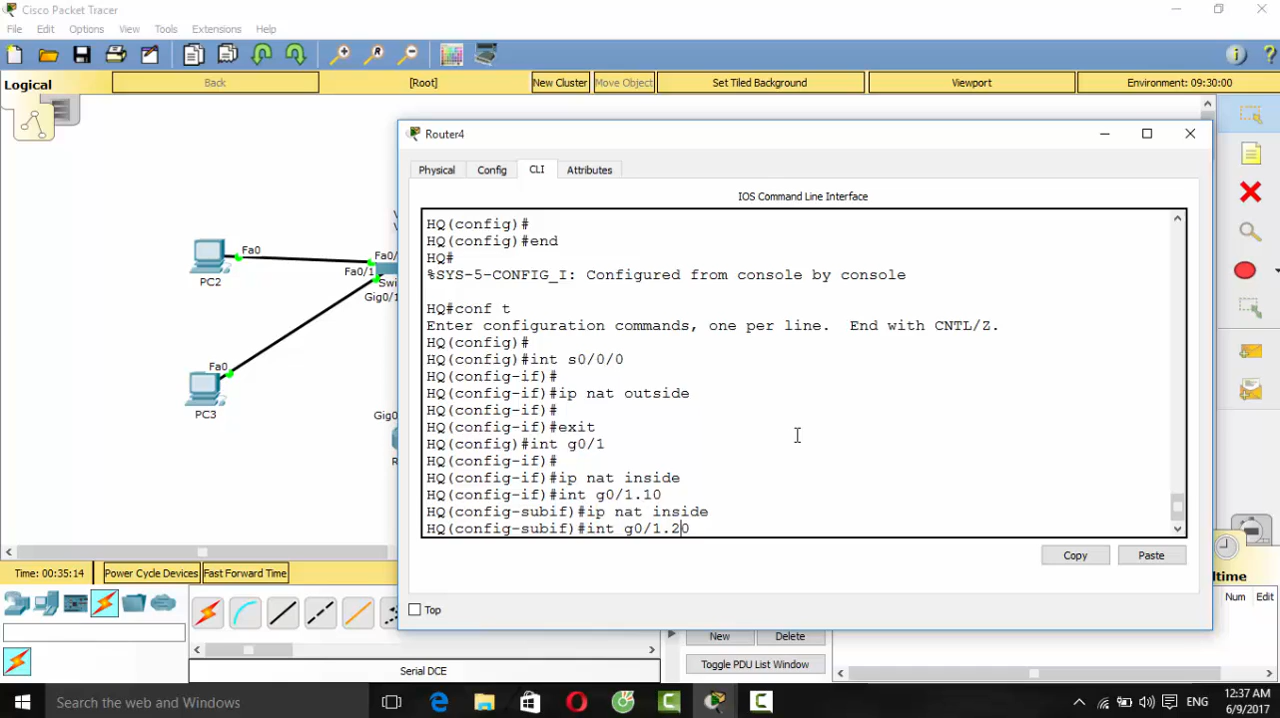 Cisco Packet Tracer
File Edit Options View Tools Extensions Help
Logical Back [Root] New Cluster Move Object Set Tiled Background Viewport Environment: 09:30:00
Router4
Physical Config CLI Attributes
IOS Command Line Interface
HQ(config)#
HQ(config)#end
HQ#
%SYS-5-CONFIG_I: Configured from console by console
HQ#conf t
Enter configuration commands, one per line. End with CNTL/Z.
HQ(config)#
HQ(config)#int s0/0/0
HQ(config-if)#
HQ(config-if)#ip nat outside
HQ(config-if)#
HQ(config-if)#exit
HQ(config)#int g0/1
HQ(config-if)#
HQ(config-if)#ip nat inside
HQ(config-if)#int g0/1.10
HQ(config-subif)#ip nat inside
HQ(config-subif)#int g0/1.20
Copy Paste
Top
Fa0
PC2
Fa0/
Fa0/1
Swi
Gig0/1
Fa0
PC3
Gig0
Time: 00:35:14 Power Cycle Devices Fast Forward Time
ltime
Num Edit
New Delete
Toggle PDU List Window
Serial DCE
Search the web and Windows
ENG
12:37 AM
6/9/2017